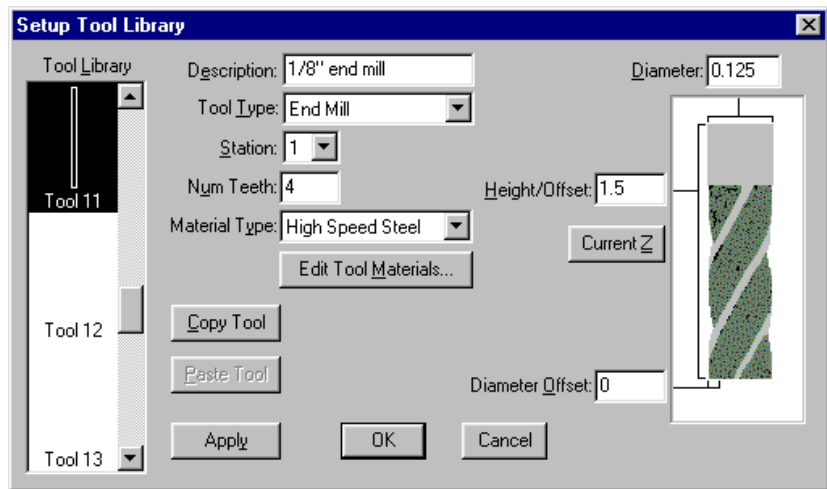 Setup Tool Library
Tool Library
Tool 11
Tool 12
Tool 13
Description: 1/8" end mill
Tool Type: End Mill
Station: 1
Num Teeth: 4
Material Type: High Speed Steel
Edit Tool Materials...
Copy Tool
Paste Tool
Apply
OK
Cancel
Diameter: 0.125
Height/Offset: 1.5
Current Z
Diameter Offset: 0